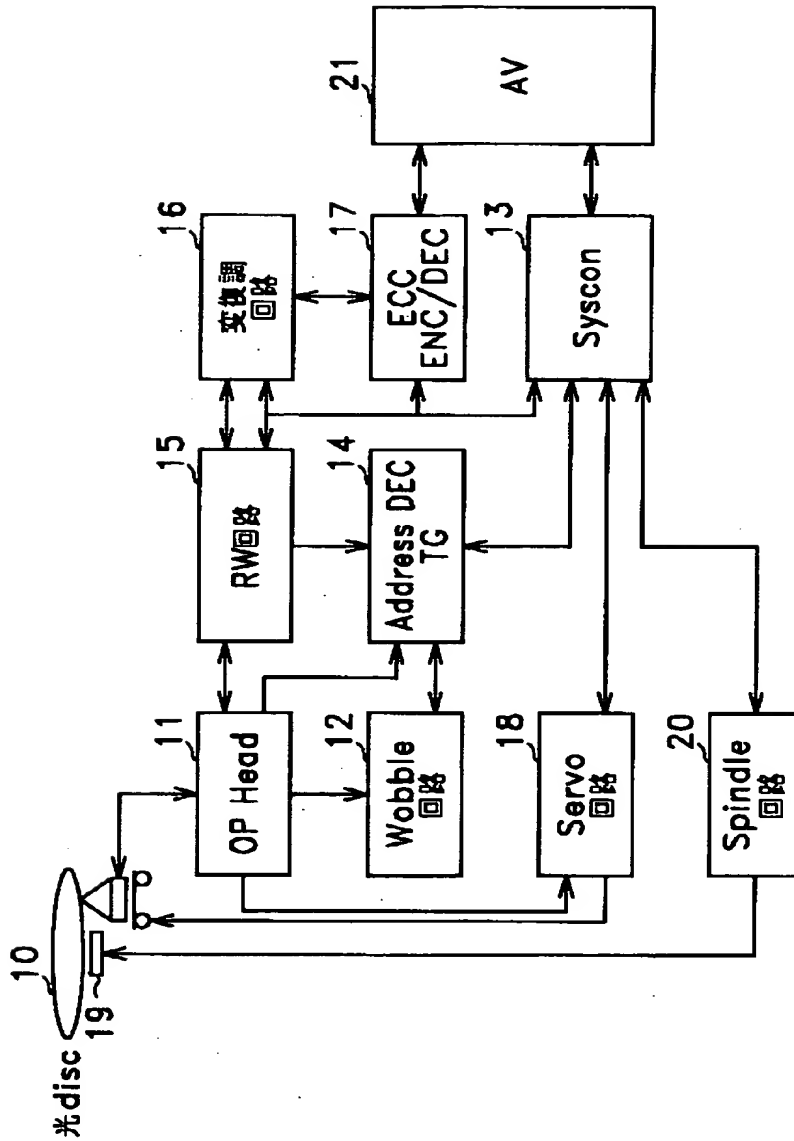 光disc
10
19
11
OP Head
12
Wobble
回路
18
Servo
回路
20
Spindle
回路
15
RW回路
14
Address DEC
TG
16
変復調
回路
17
ECC
ENC/DEC
13
Syscon
21
AV